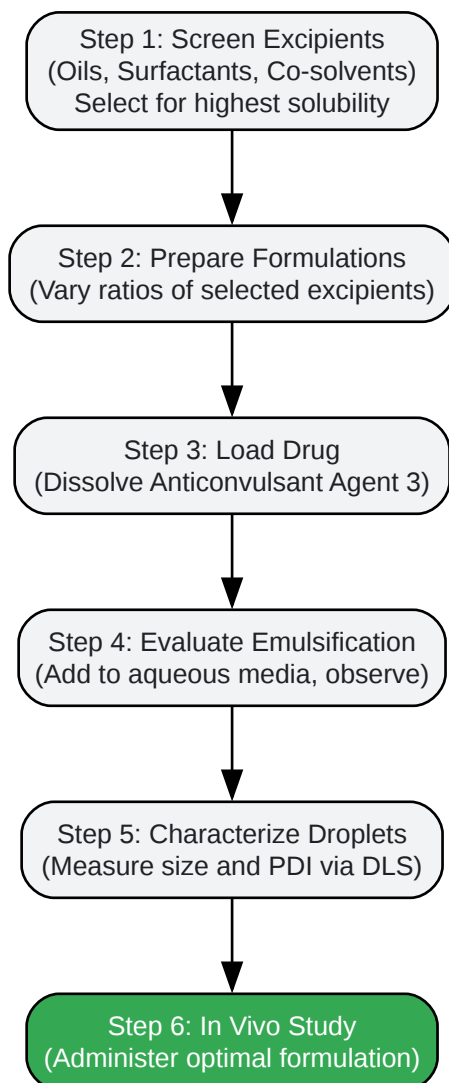 Step 1: Screen Excipients
(Oils, Surfactants, Co-solvents)
Select for highest solubility
Step 2: Prepare Formulations
(Vary ratios of selected excipients)
Step 3: Load Drug
(Dissolve Anticonvulsant Agent 3)
Step 4: Evaluate Emulsification
(Add to aqueous media, observe)
Step 5: Characterize Droplets
(Measure size and PDI via DLS)
Step 6: In Vivo Study
(Administer optimal formulation)